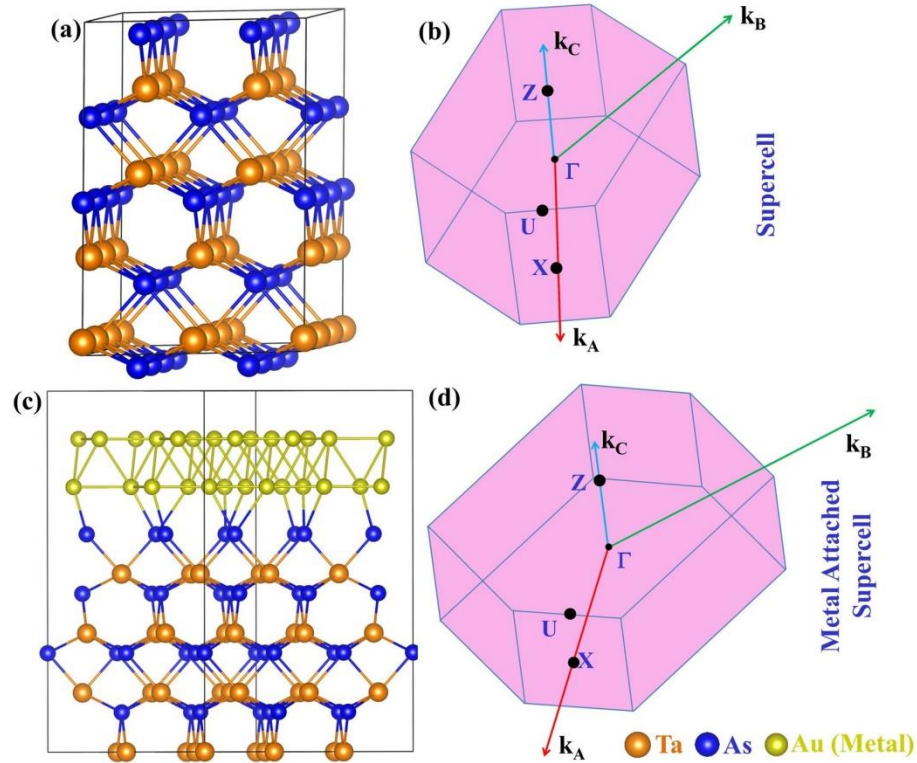 (a)
(b)
k_B
k_C
Z
Γ
U
X
k_A
Supercell
(c)
(d)
k_B
k_C
Z
Γ
U
X
k_A
Metal Attached
Supercell
Ta As Au (Metal)